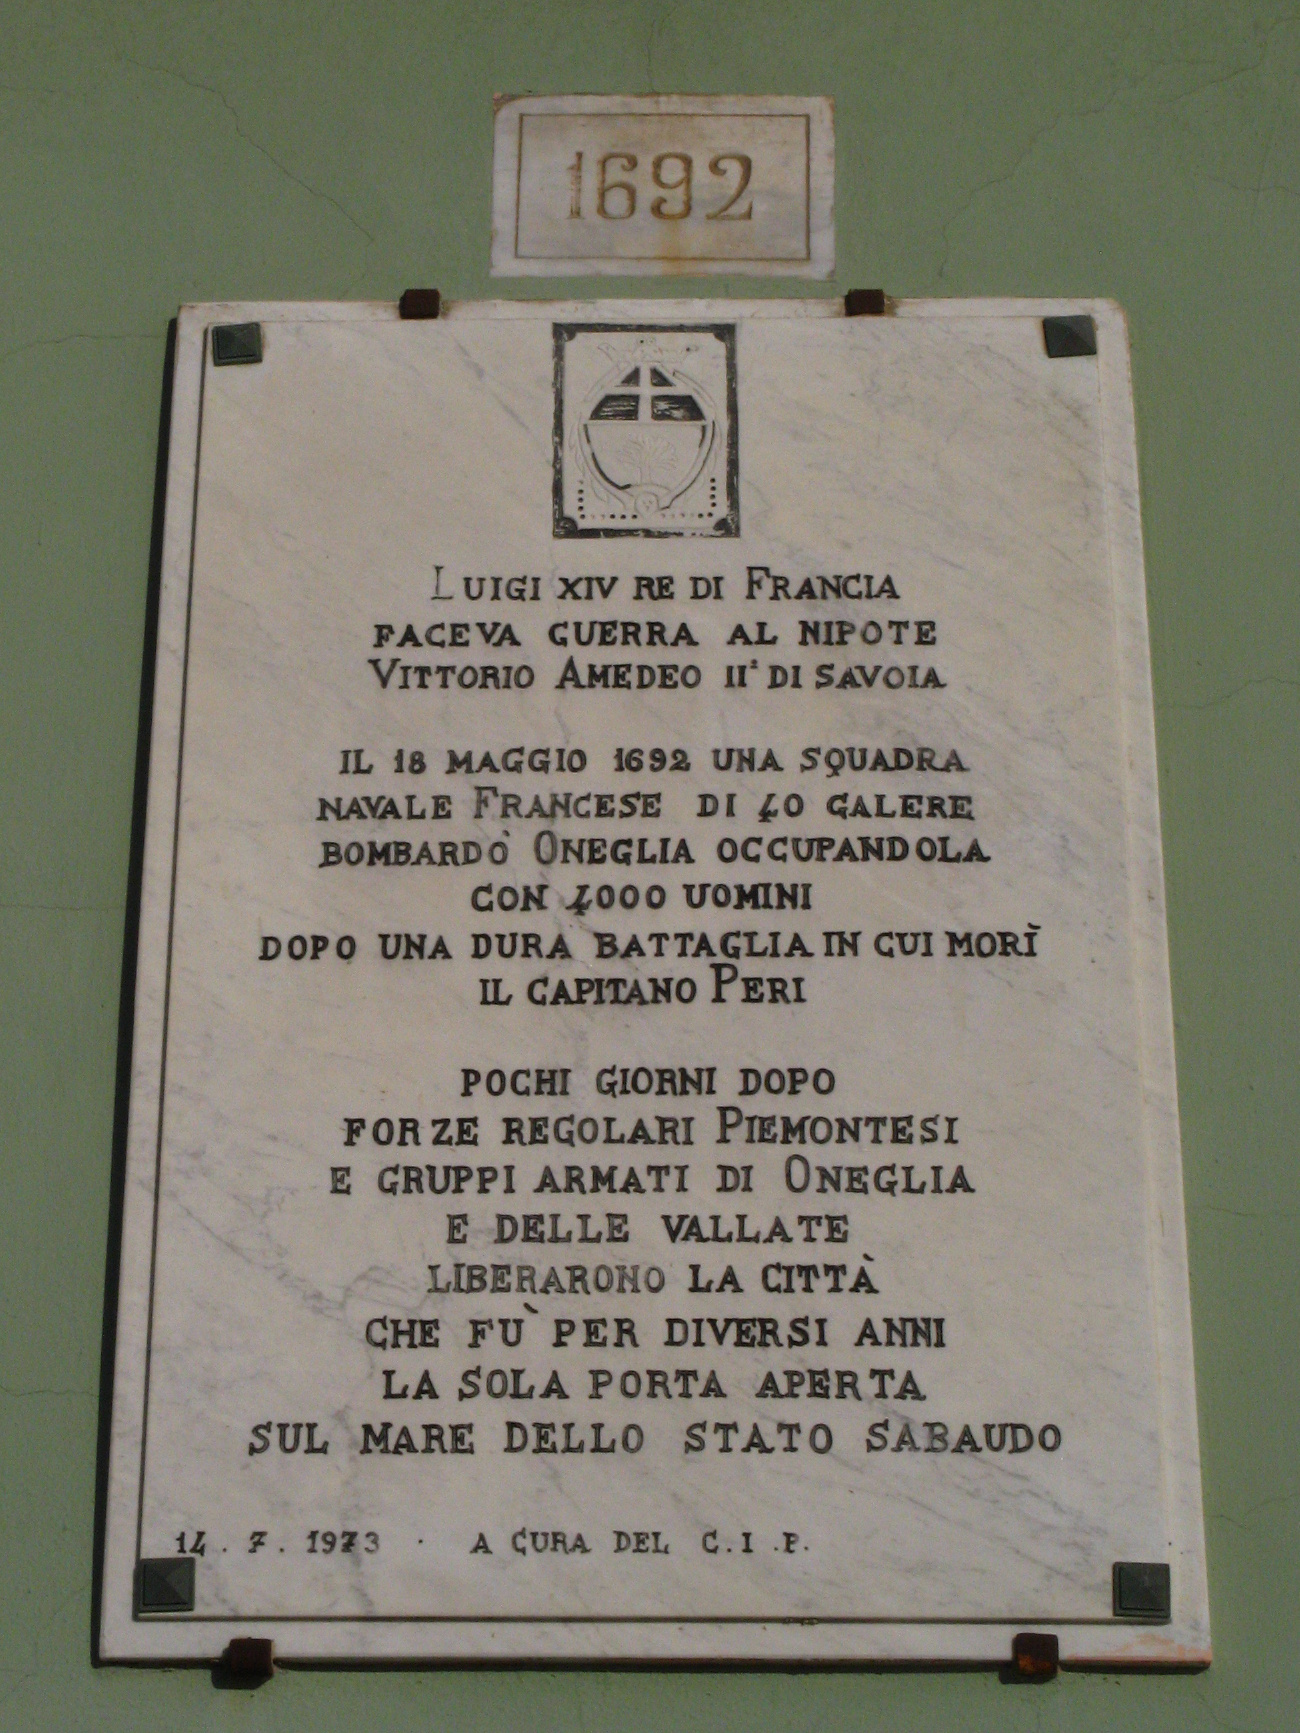 1692
Luigi XIV RE DI Francia
FACEVA GUERRA AL NIPOTE
Vittorio Amedeo II° DI SAVOIA
IL 18 MAGGIO 1692 UNA SQUADRA
NAVALE Francese DI 40 GALERE
BOMBARDÒ Oneglia OCCUPANDOLA
CON 4000 UOMINI
DOPO UNA DURA BATTAGLIA IN CUI MORÌ
IL CAPITANO Peri
POCHI GIORNI DOPO
FORZE REGOLARI Piemontesi
E GRUPPI ARMATI DI Oneglia
E DELLE VALLATE
LIBERARONO LA CITTÀ
CHE FÙ PER DIVERSI ANNI
LA SOLA PORTA APERTA
SUL MARE DELLO STATO SABAUDO
14 . 7 . 1973 · A CURA DEL C.I.P.